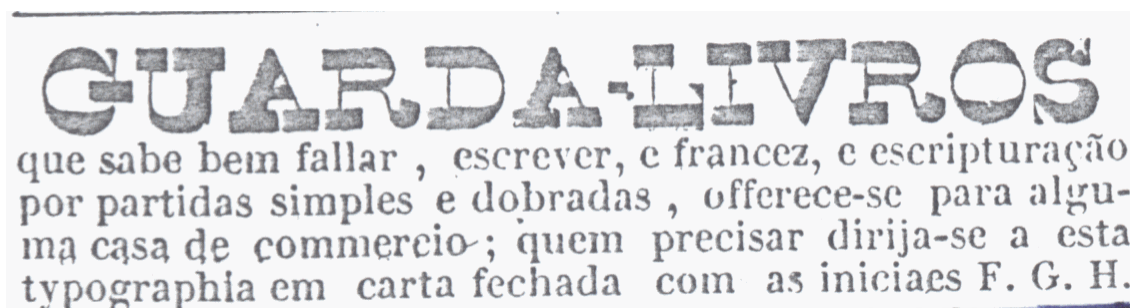 GUARDA-LIVROS
que sabe bem fallar , escrever, e francez, e escripturação
por partidas simples e dobradas , offerece-se para algu-
ma casa de commercio ; quem precisar dirija-se a esta
typographia em carta fechada com as iniciaes F. G. H.